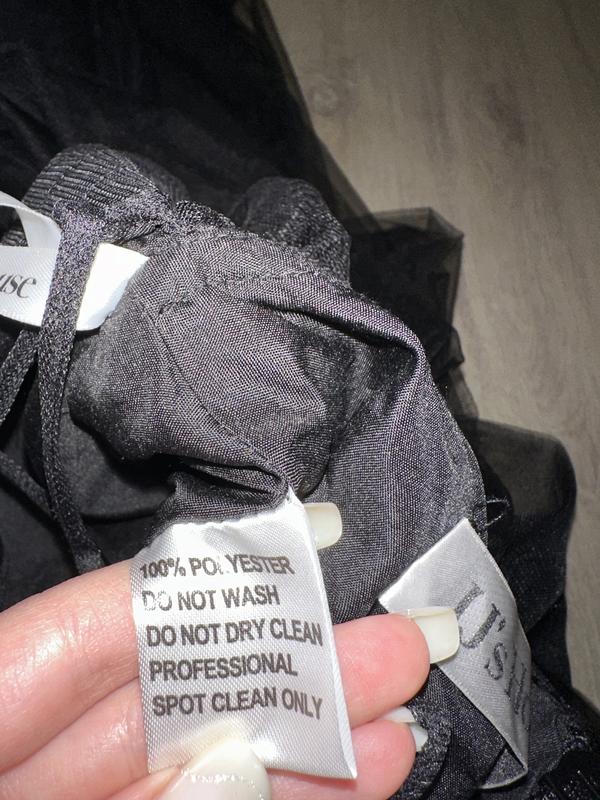 100% POLYESTER
DO NOT WASH
DO NOT DRY CLEAN
PROFESSIONAL
SPOT CLEAN ONLY